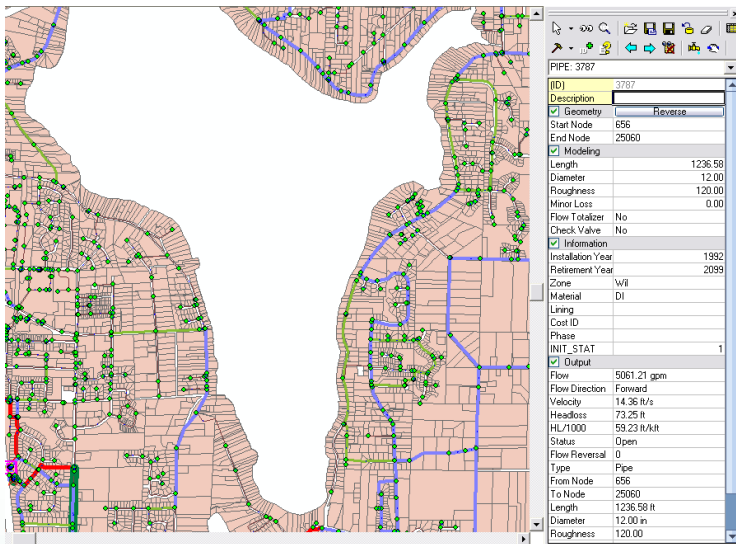 PIPE: 3787
(ID) 3787
Description
Geometry Reverse
Start Node 656
End Node 25060
Modeling
Length 1236.58
Diameter 12.00
Roughness 120.00
Minor Loss 0.00
Flow Totalizer No
Check Valve No
Information
Installation Year 1992
Retirement Year 2099
Zone Wil
Material DI
Lining
Cost ID
Phase
INIT_STAT 1
Output
Flow 5061.21 gpm
Flow Direction Forward
Velocity 14.36 ft/s
Headloss 73.25 ft
HL/1000 59.23 ft/kft
Status Open
Flow Reversal 0
Type Pipe
From Node 656
To Node 25060
Length 1236.58 ft
Diameter 12.00 in
Roughness 120.00